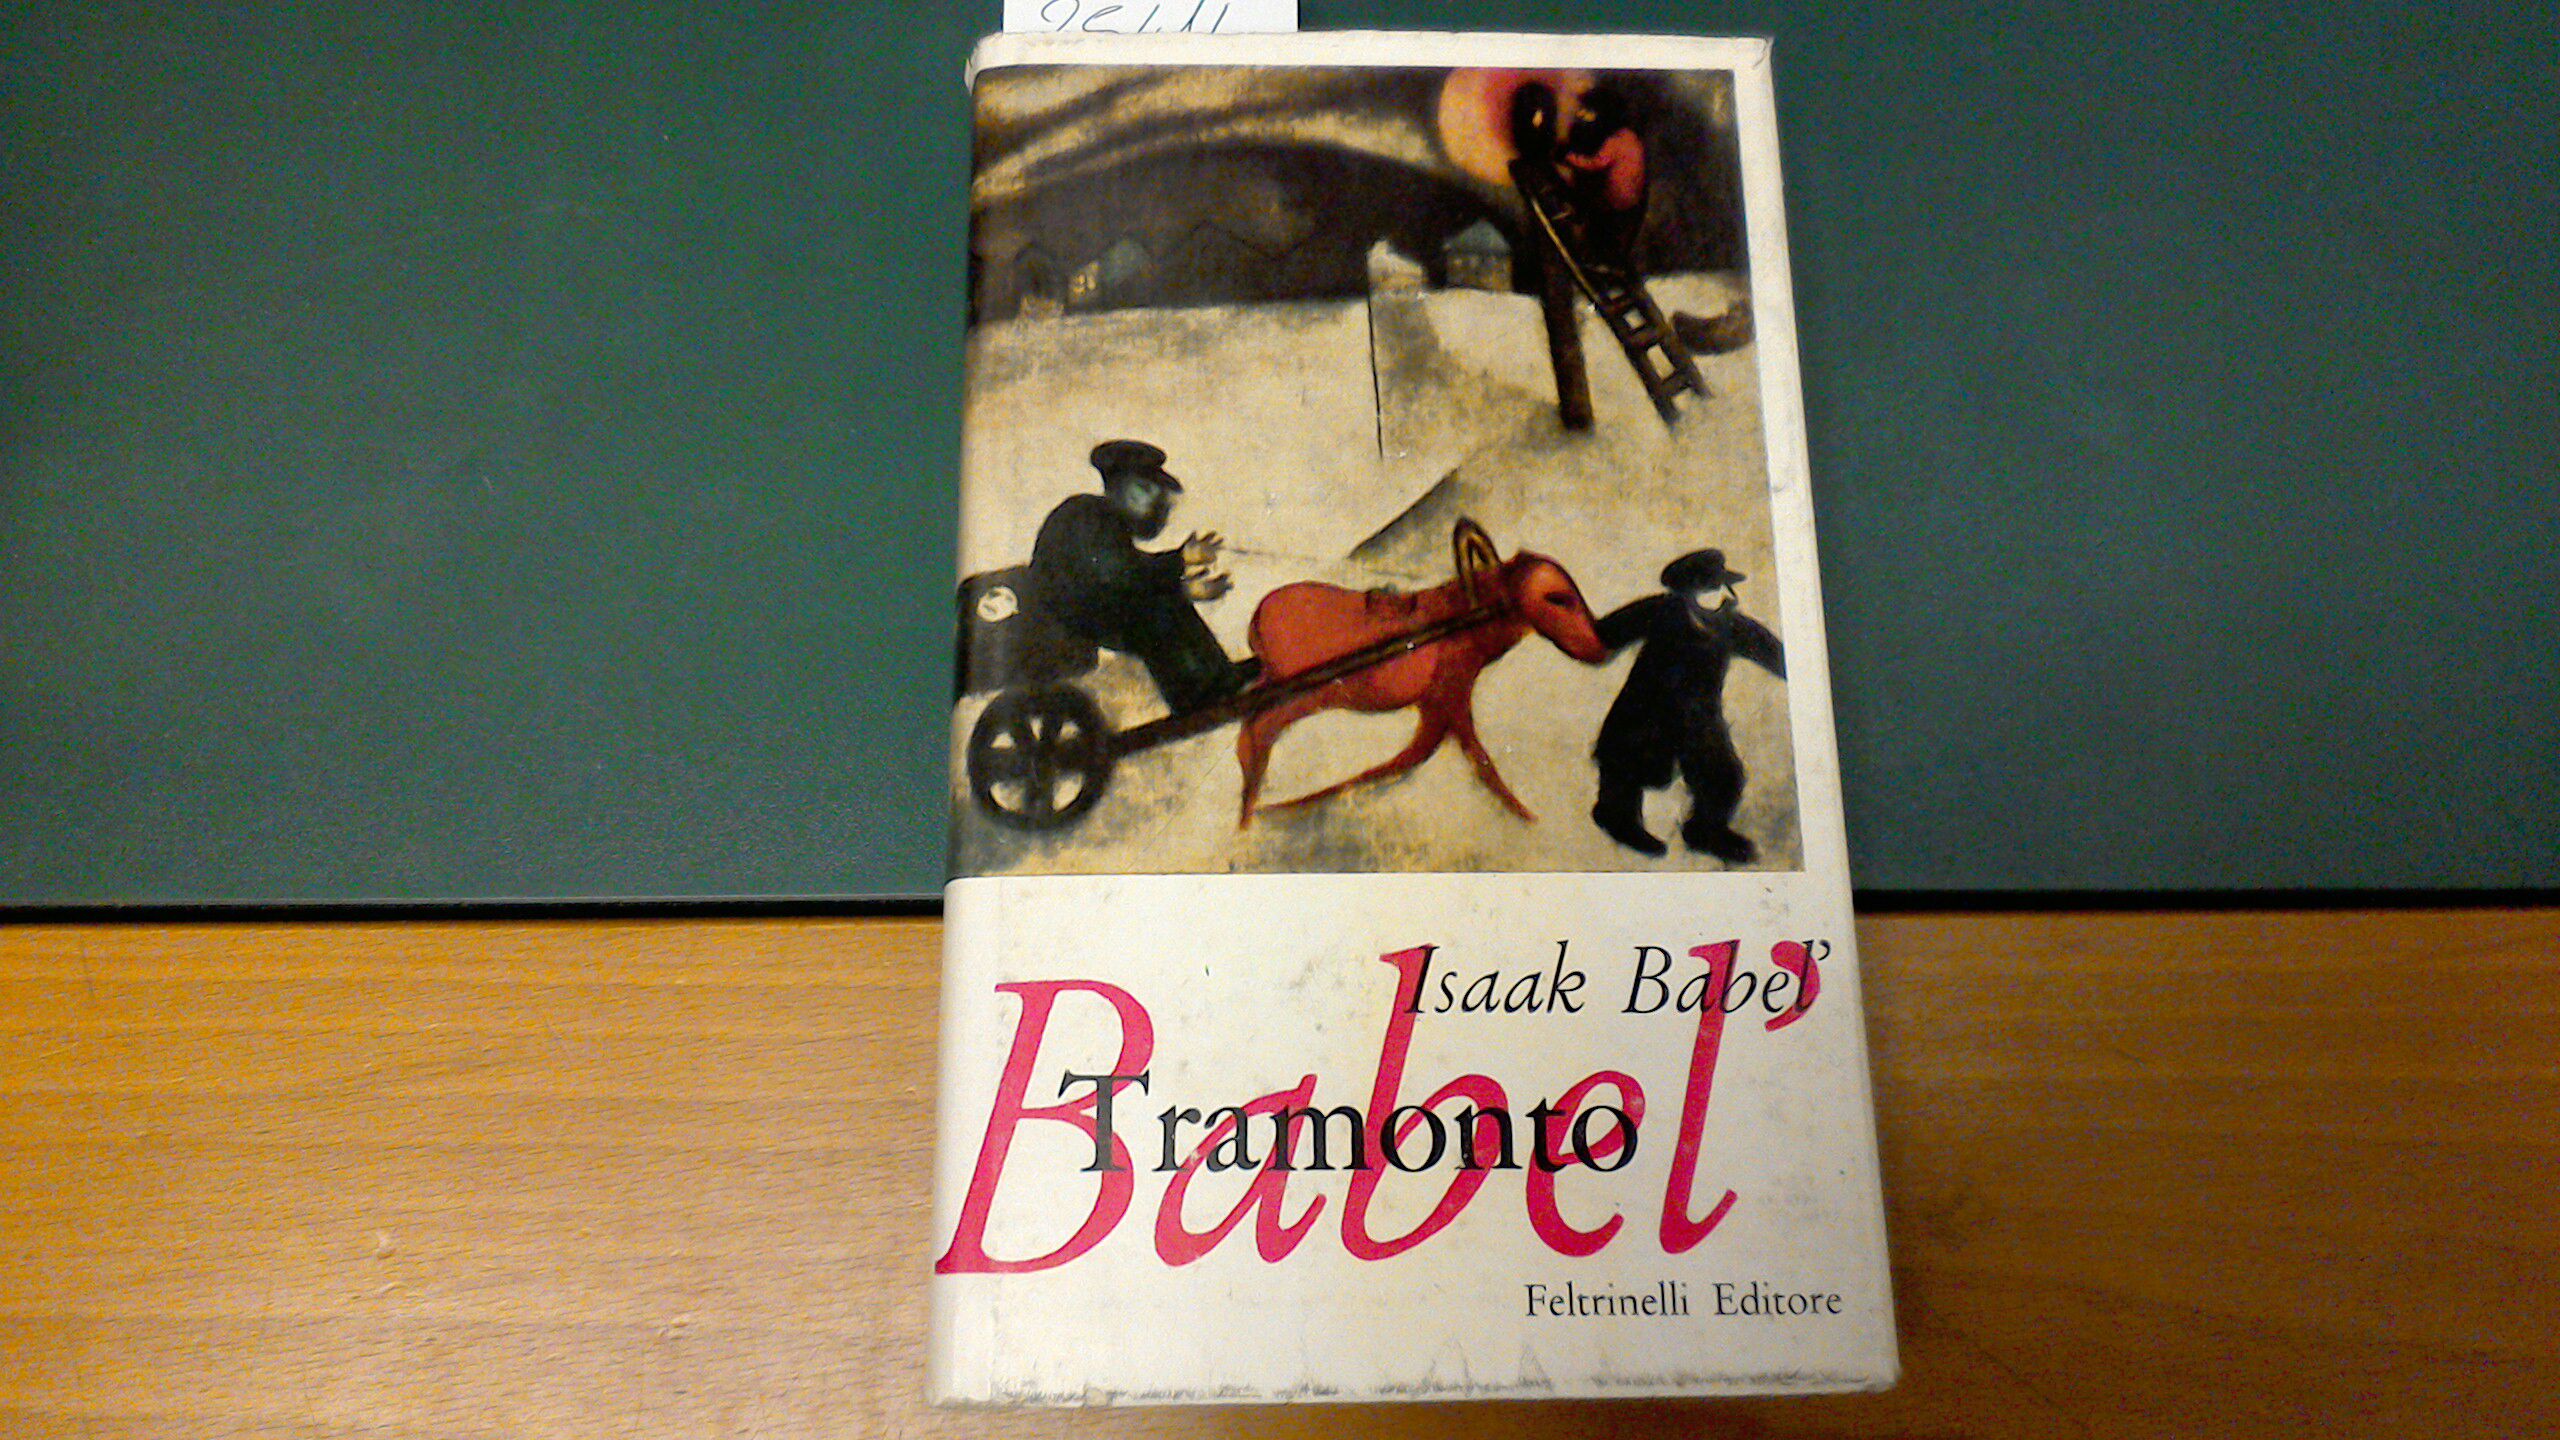 Isaak Babel'
Babel'
Tramonto
Feltrinelli Editore